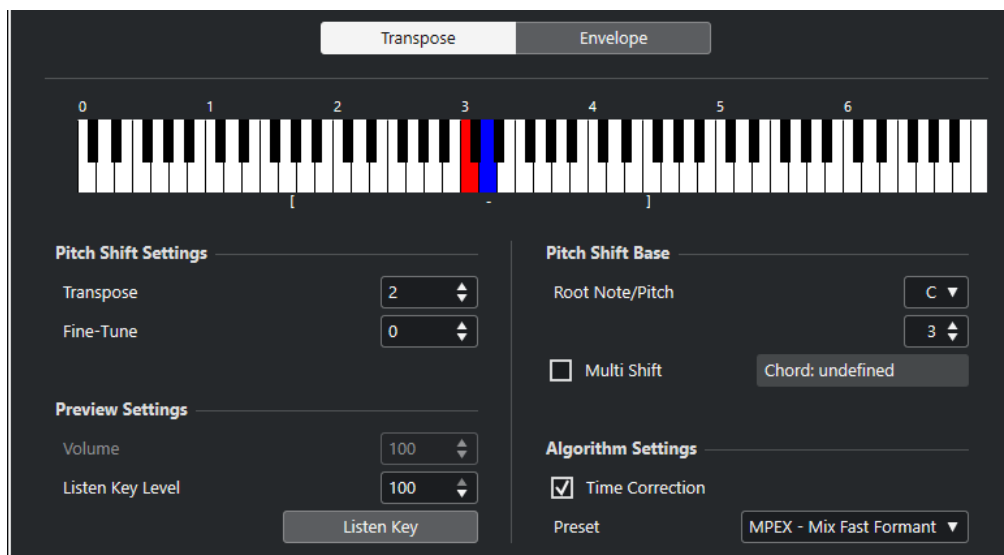 Transpose Envelope
0 1 2 3 4 5 6
[ - ]
Pitch Shift Settings
Transpose 2
Fine-Tune 0
Preview Settings
Volume 100
Listen Key Level 100
Listen Key
Pitch Shift Base
Root Note/Pitch C
3
Multi Shift Chord: undefined
Algorithm Settings
Time Correction
Preset MPEX - Mix Fast Formant